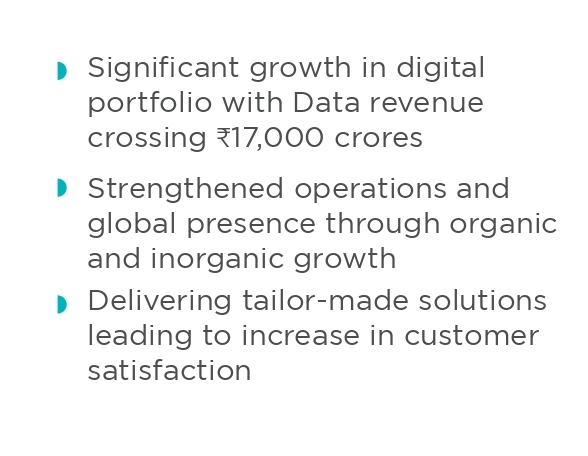 Significant growth in digital
portfolio with Data revenue
crossing ₹17,000 crores
Strengthened operations and
global presence through organic
and inorganic growth
Delivering tailor-made solutions
leading to increase in customer
satisfaction